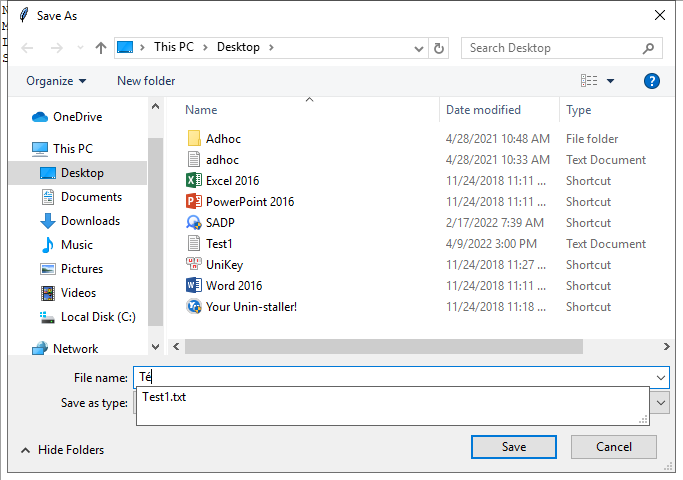 Save As
This PC
Desktop
Search Desktop
Organize
New folder
Name
Date modified
Type
OneDrive
This PC
Desktop
Documents
Downloads
Music
Pictures
Videos
Local Disk (C:)
Network
Adhoc 4/28/2021 10:48 AM File folder
adhoc 4/28/2021 10:33 AM Text Document
Excel 2016 11/24/2018 11:11 ... Shortcut
PowerPoint 2016 11/24/2018 11:11 ... Shortcut
SADP 2/17/2022 7:39 AM Shortcut
Test1 4/9/2022 3:00 PM Text Document
UniKey 11/24/2018 11:27 ... Shortcut
Word 2016 11/24/2018 11:11 ... Shortcut
Your Unin-staller! 11/24/2018 11:18 ... Shortcut
File name: Té
Save as type:
Test1.txt
Hide Folders
Save
Cancel